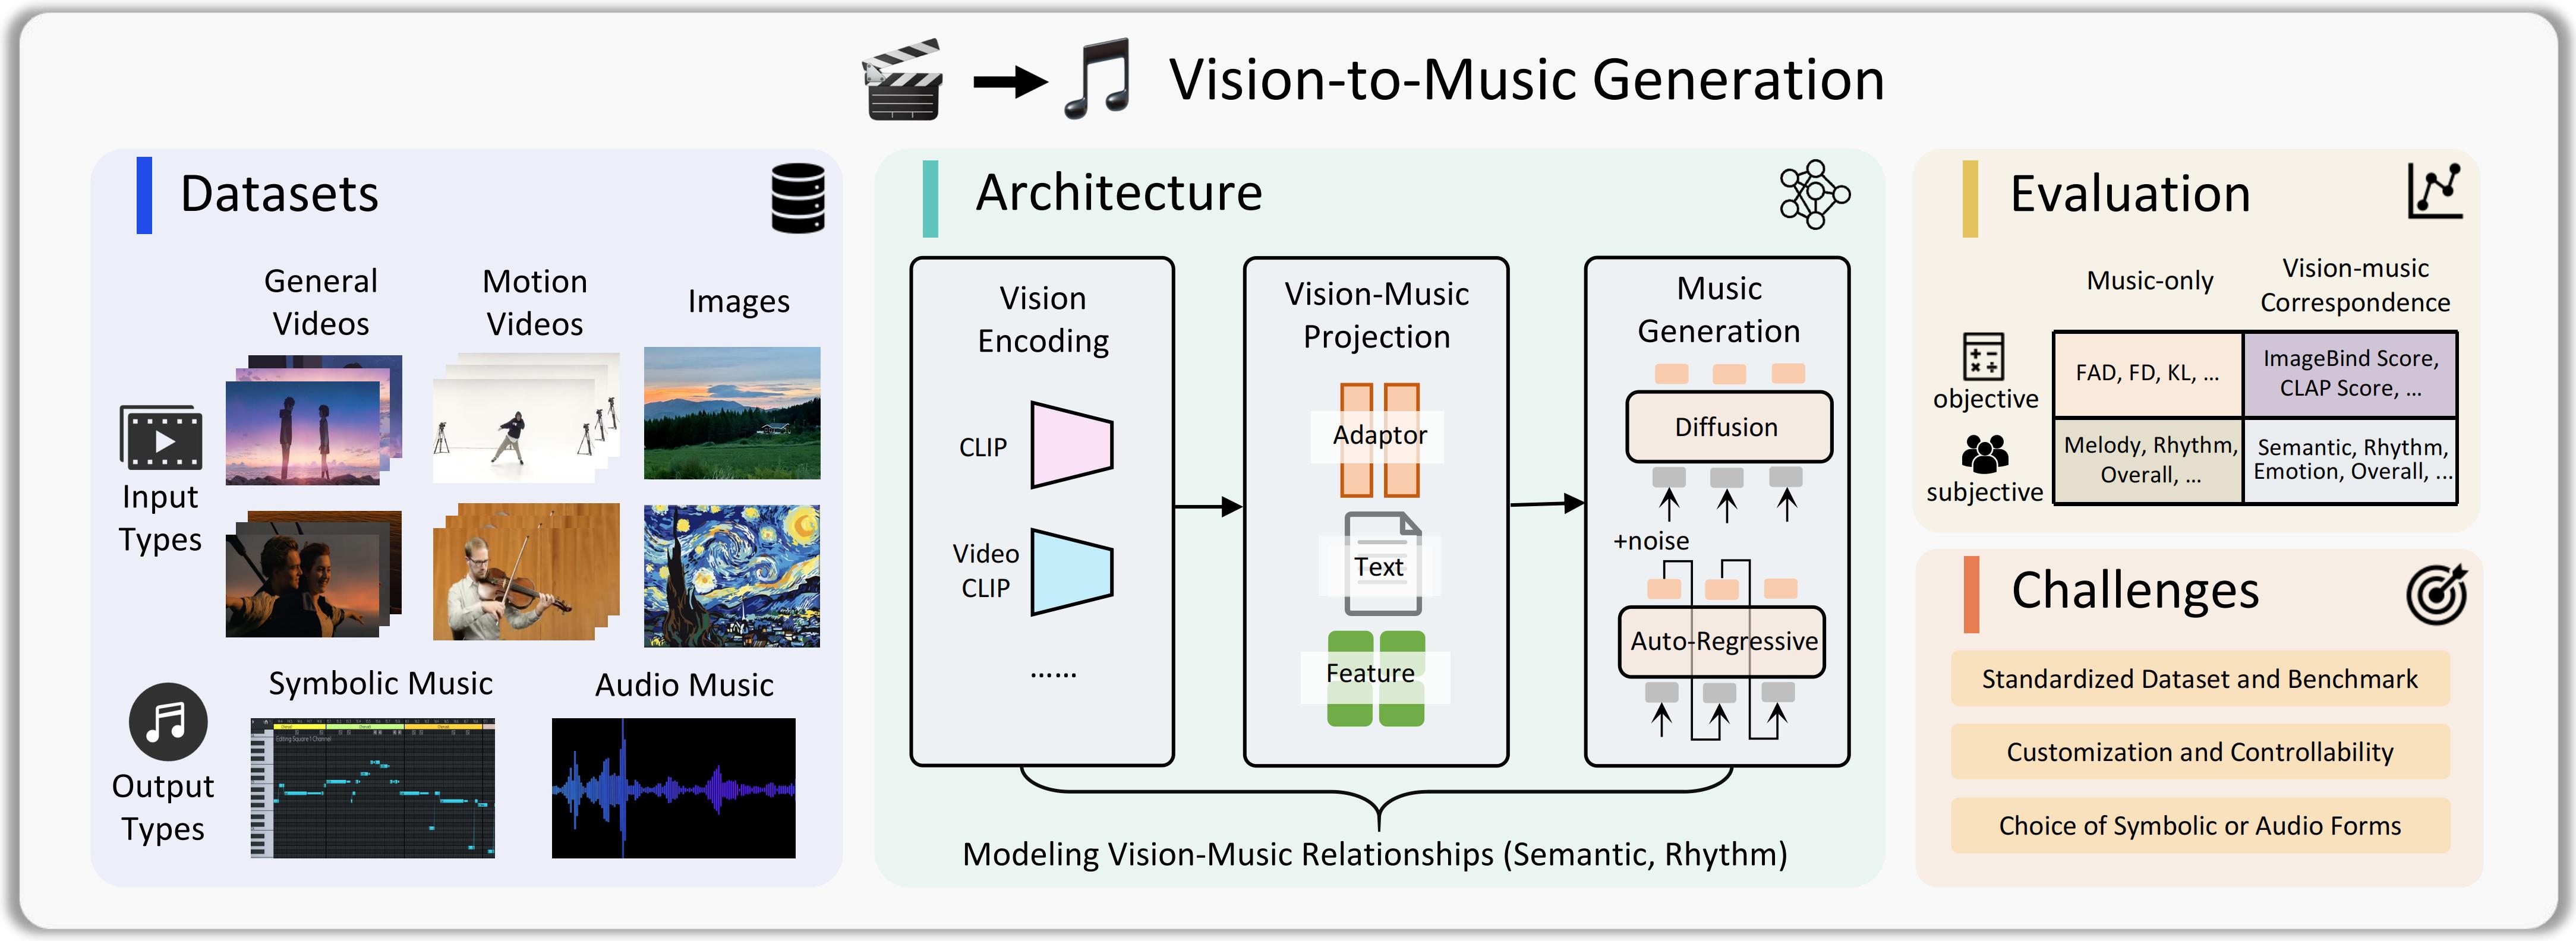 Vision-to-Music Generation
Datasets
General
Videos
Motion
Videos
Images
Input
Types
Symbolic Music
Audio Music
Editing Square 1 Channel
Output
Types
Architecture
Vision
Encoding
CLIP
Video
CLIP
......
Vision-Music
Projection
Adaptor
Text
Feature
Music
Generation
Diffusion
+noise
Auto-Regressive
Modeling Vision-Music Relationships (Semantic, Rhythm)
Evaluation
Music-only
Vision-music
Correspondence
objective
FAD, FD, KL, ...
ImageBind Score,
CLAP Score, ...
subjective
Melody, Rhythm,
Overall, ...
Semantic, Rhythm,
Emotion, Overall, ...
Challenges
Standardized Dataset and Benchmark
Customization and Controllability
Choice of Symbolic or Audio Forms